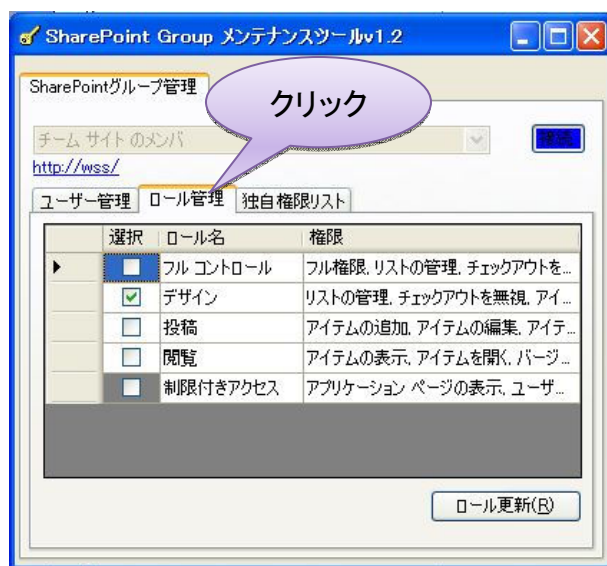 SharePoint Group メンテナンスツールv1.2
SharePointグループ管理
クリック
チーム サイト のメンバ
接続
http://wss/
ユーザー管理 ロール管理 独自権限リスト
選択 ロール名 権限
フル コントロール フル権限, リストの管理, チェックアウトを...
デザイン リストの管理, チェックアウトを無視, アイ...
投稿 アイテムの追加, アイテムの編集, アイテ...
閲覧 アイテムの表示, アイテムを開く, バージ...
制限付きアクセス アプリケーション ページの表示, ユーザ...
ロール更新(R)